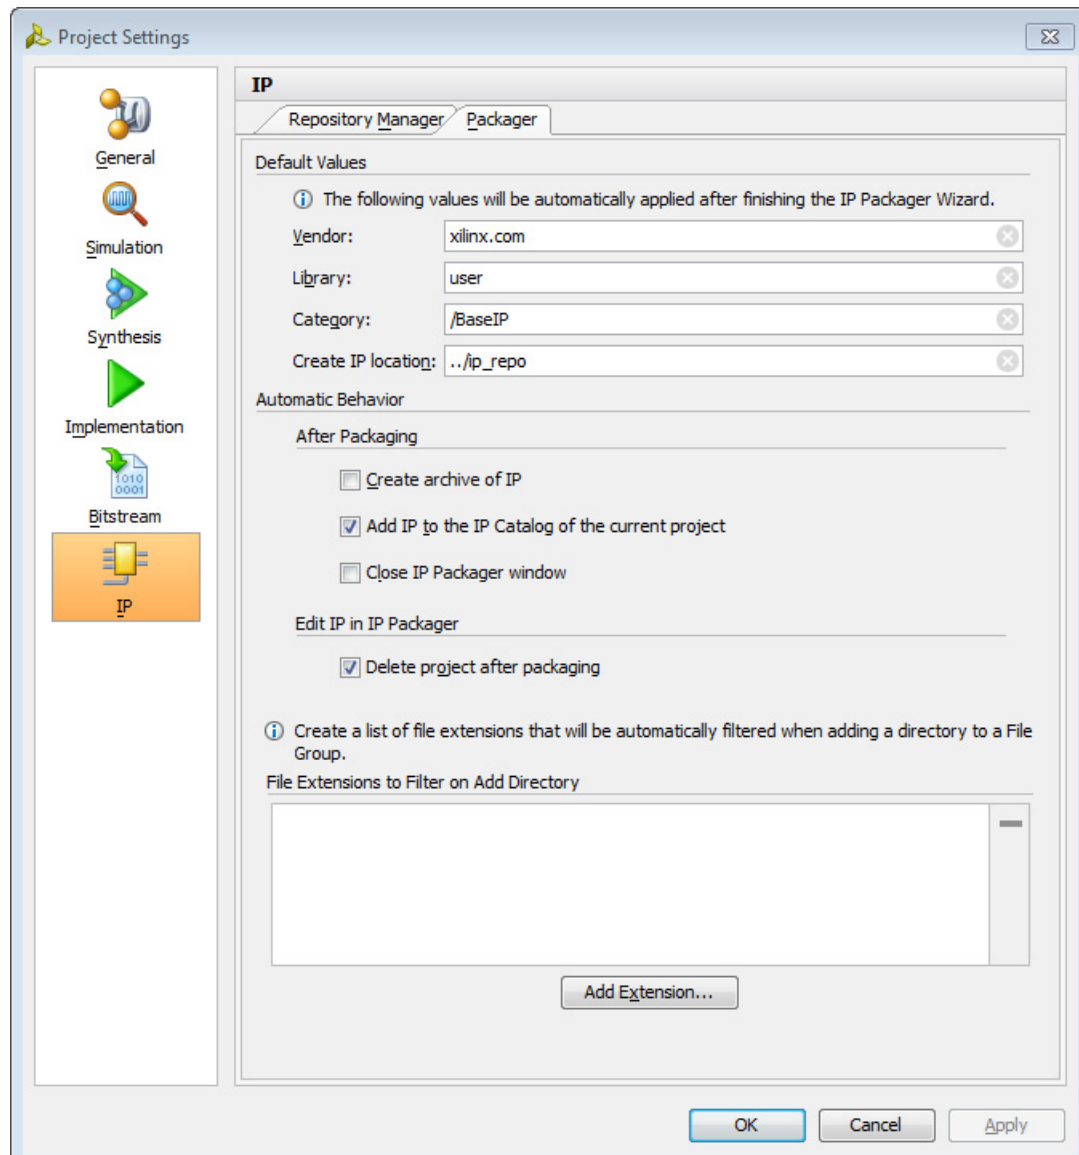 Project Settings
General
Simulation
Synthesis
Implementation
1010
0001
Bitstream
IP
IP
Repository Manager
Packager
Default Values
The following values will be automatically applied after finishing the IP Packager Wizard.
Vendor: xilinx.com
Library: user
Category: /BaseIP
Create IP location: ../ip_repo
Automatic Behavior
After Packaging
Create archive of IP
Add IP to the IP Catalog of the current project
Close IP Packager window
Edit IP in IP Packager
Delete project after packaging
Create a list of file extensions that will be automatically filtered when adding a directory to a File
Group.
File Extensions to Filter on Add Directory
Add Extension...
OK Cancel Apply